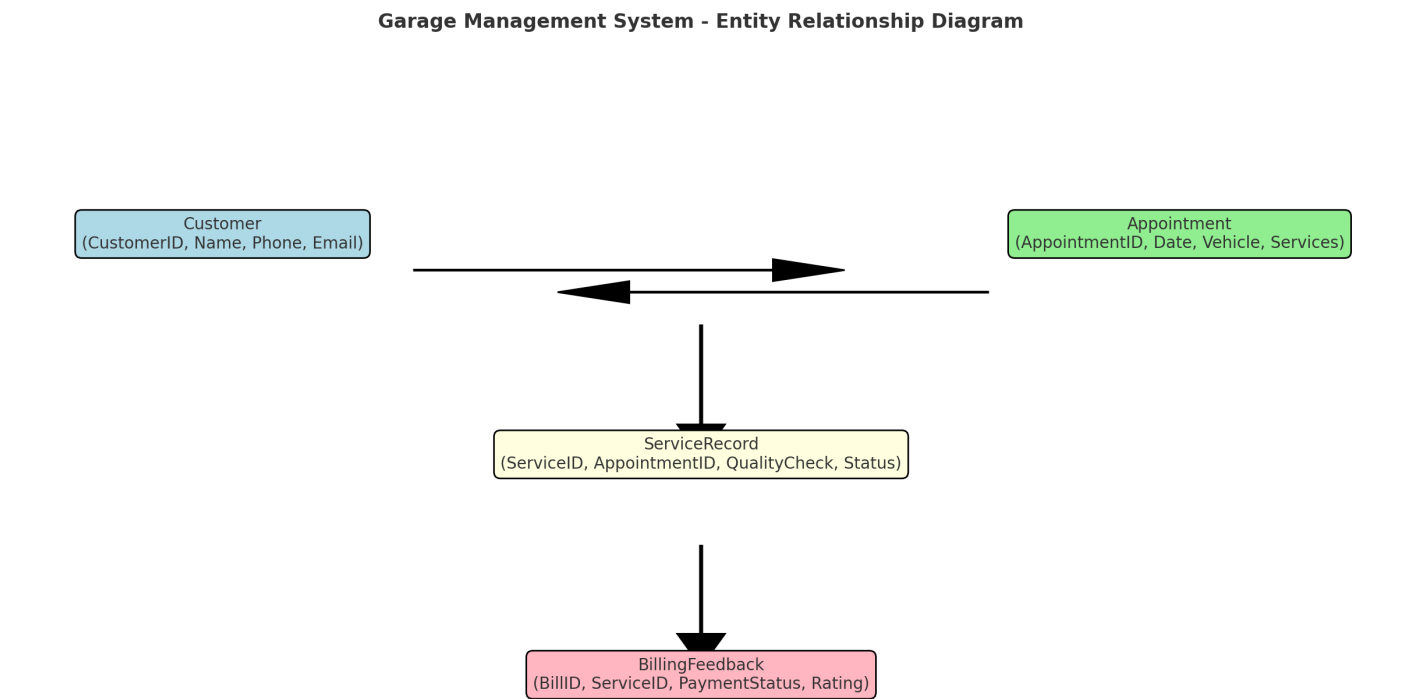 Garage Management System - Entity Relationship Diagram
Customer
(CustomerID, Name, Phone, Email)
Appointment
(AppointmentID, Date, Vehicle, Services)
ServiceRecord
(ServiceID, AppointmentID, QualityCheck, Status)
BillingFeedback
(BillID, ServiceID, PaymentStatus, Rating)